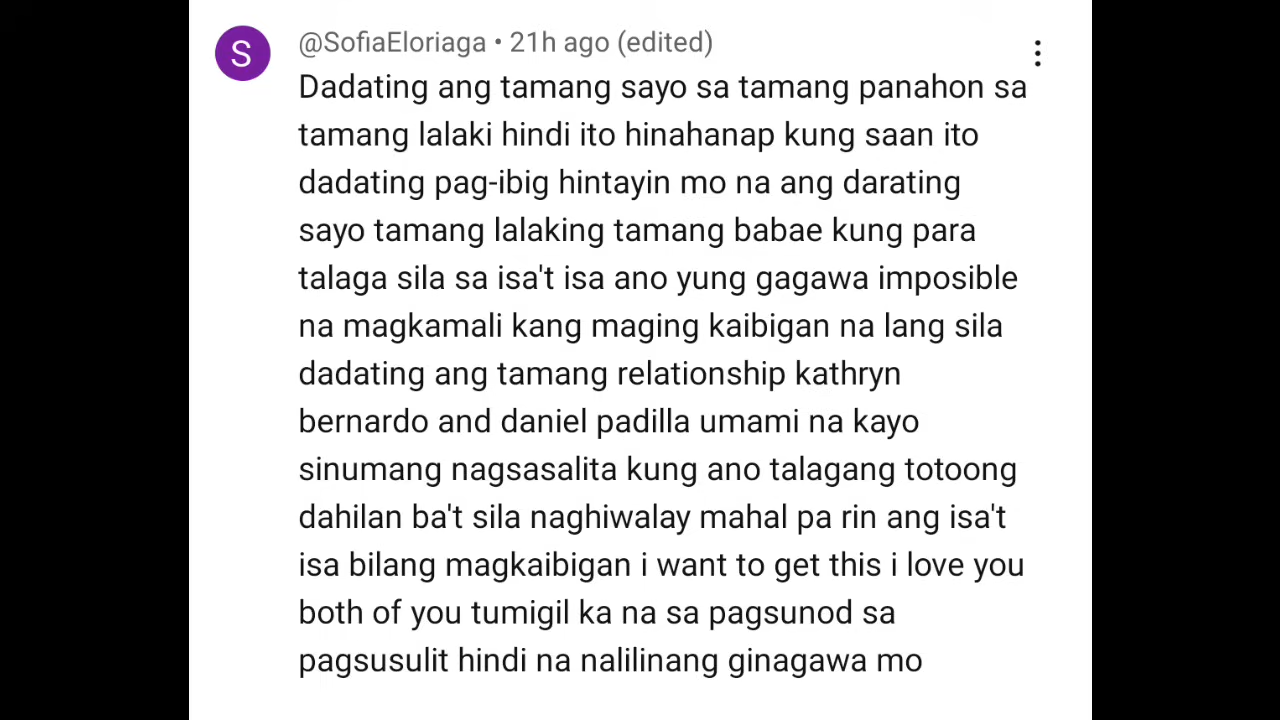 S
@SofiaEloriaga • 21h ago (edited)
Dadating ang tamang sayo sa tamang panahon sa
tamang lalaki hindi ito hinahanap kung saan ito
dadating pag-ibig hintayin mo na ang darating
sayo tamang lalaking tamang babae kung para
talaga sila sa isa't isa ano yung gagawa imposible
na magkamali kang maging kaibigan na lang sila
dadating ang tamang relationship kathryn
bernardo and daniel padilla umami na kayo
sinumang nagsasalita kung ano talagang totoong
dahilan ba't sila naghiwalay mahal pa rin ang isa't
isa bilang magkaibigan i want to get this i love you
both of you tumigil ka na sa pagsunod sa
pagsusulit hindi na nalilinang ginagawa mo